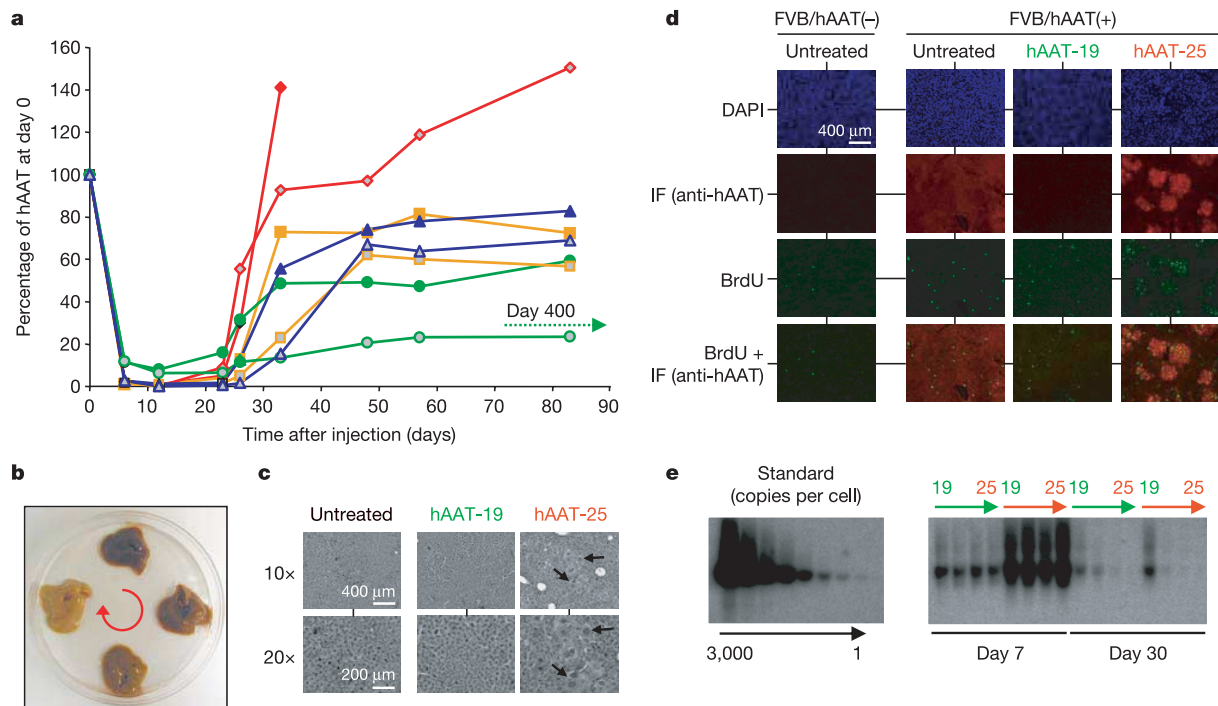 a
Percentage of hAAT at day 0
160
140
120
100
80
60
40
20
0
0 10 20 30 40 50 60 70 80 90
Time after injection (days)
Day 400
b
c
Untreated hAAT-19 hAAT-25
10×
400 μm
20×
200 μm
d
FVB/hAAT(–) FVB/hAAT(+)
Untreated Untreated hAAT-19 hAAT-25
DAPI
400 μm
IF (anti-hAAT)
BrdU
BrdU +
IF (anti-hAAT)
e
Standard
(copies per cell)
3,000 1
19 25 19 25 19 25 19 25
Day 7 Day 30